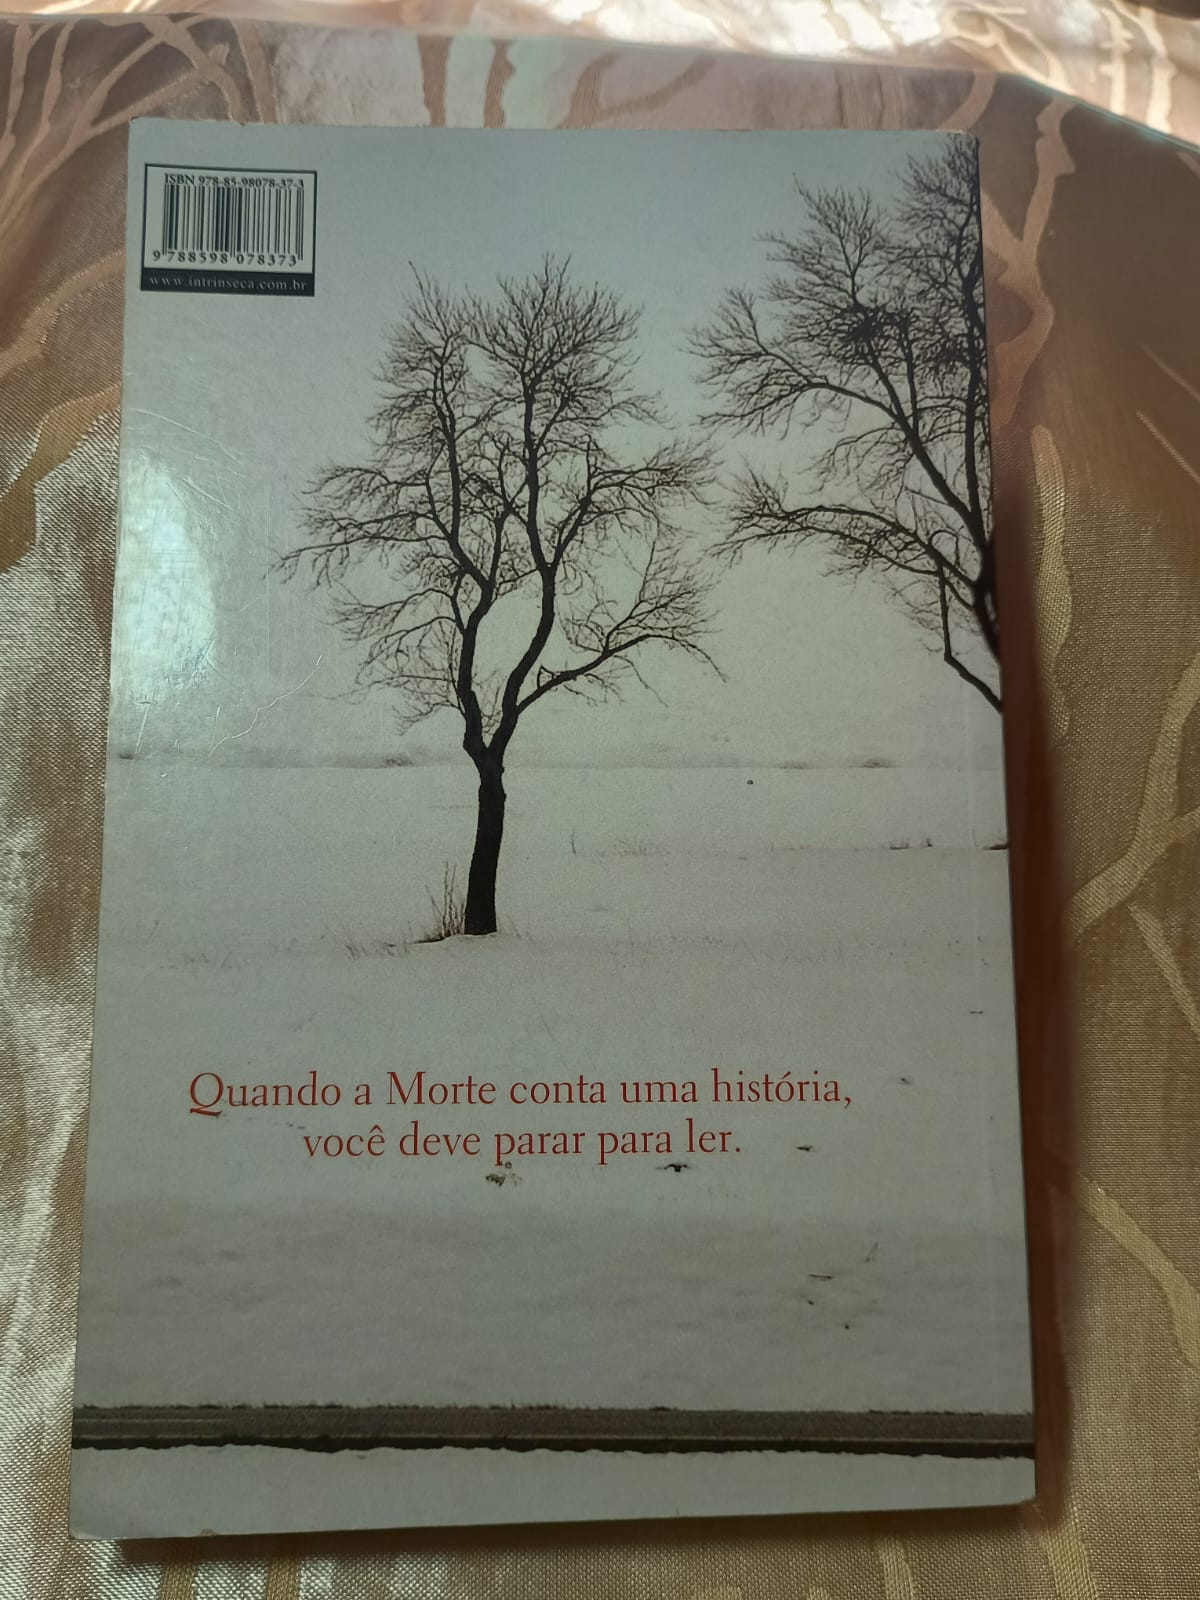 ISBN 978-85-98078-37-3
9 788598 078373
www.intrinseca.com.br
Quando a Morte conta uma história,
você deve parar para ler.